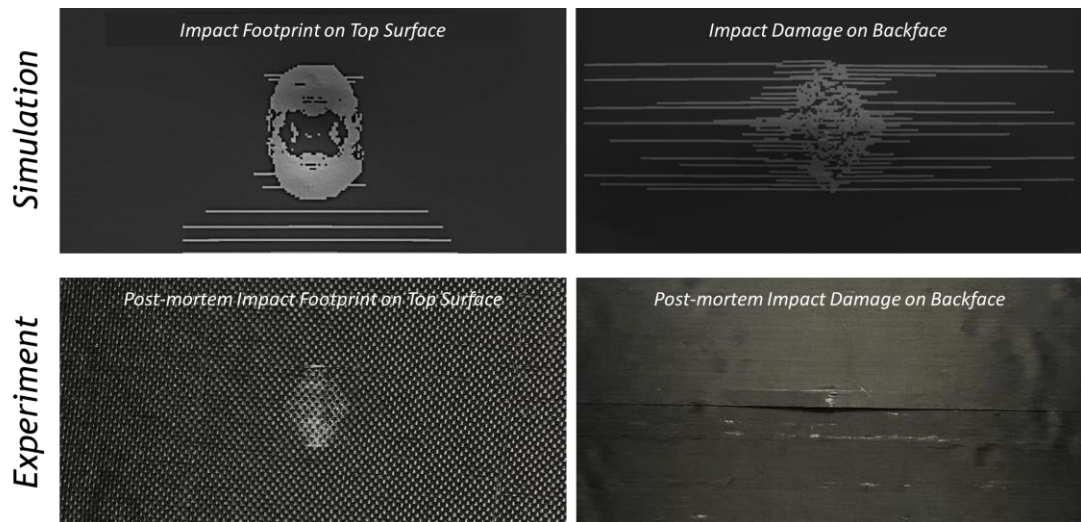 Simulation
Impact Footprint on Top Surface
Impact Damage on Backface
Experiment
Post-mortem Impact Footprint on Top Surface
Post-mortem Impact Damage on Backface